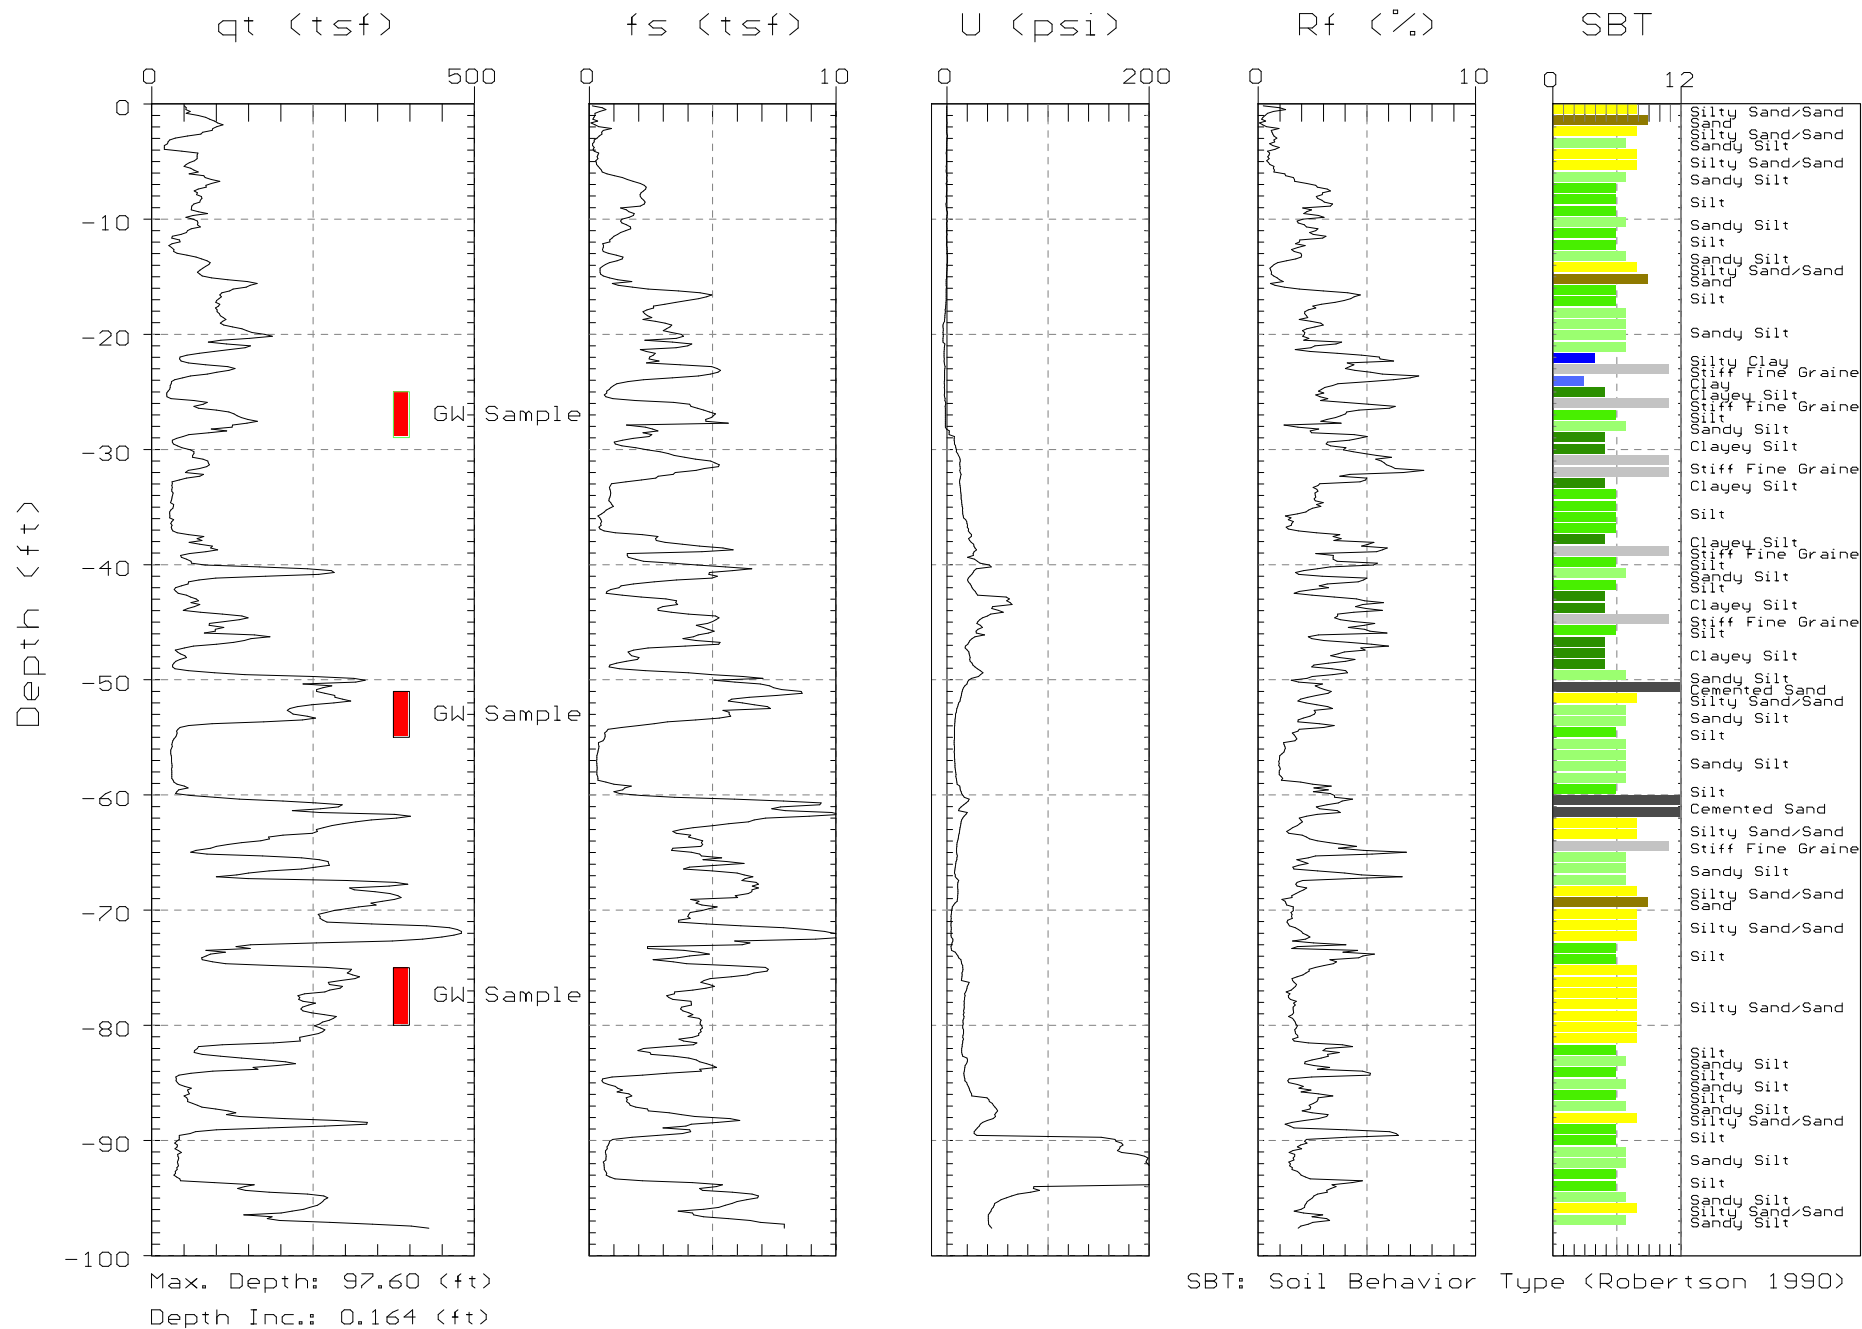 qt (tsf) fs (tsf) U (psi) Rf (%) SBT
0 500 0 10 0 200 0 10 0 12
0
-10
-20
-30
-40
-50
-60
-70
-80
-90
-100
Depth (ft)
GW Sample
GW Sample
GW Sample
Silty Sand/Sand
Sand
Silty Sand/Sand
Sandy Silt
Silty Sand/Sand
Sandy Silt
Silt
Sandy Silt
Silt
Sandy Silt
Silty Sand/Sand
Sand
Silt
Sandy Silt
Silty Clay
Stiff Fine Graine
Clay
Clayey Silt
Stiff Fine Graine
Silt
Sandy Silt
Clayey Silt
Stiff Fine Graine
Clayey Silt
Silt
Clayey Silt
Stiff Fine Graine
Silt
Sandy Silt
Silt
Clayey Silt
Stiff Fine Graine
Silt
Clayey Silt
Sandy Silt
Cemented Sand
Silty Sand/Sand
Sandy Silt
Silt
Sandy Silt
Silt
Cemented Sand
Silty Sand/Sand
Stiff Fine Graine
Sandy Silt
Silty Sand/Sand
Sand
Silty Sand/Sand
Silt
Silty Sand/Sand
Silt
Sandy Silt
Silt
Sandy Silt
Silt
Sandy Silt
Silty Sand/Sand
Silt
Sandy Silt
Silt
Sandy Silt
Silty Sand/Sand
Sandy Silt
Max. Depth: 97.60 (ft)
Depth Inc.: 0.164 (ft)
SBT: Soil Behavior Type (Robertson 1990)